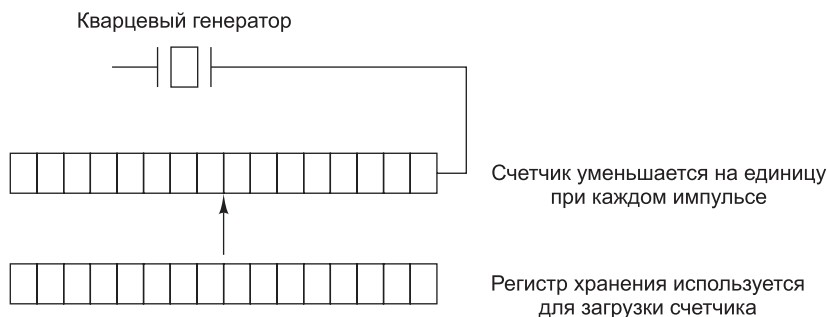 Кварцевый генератор
Счетчик уменьшается на единицу
при каждом импульсе
Регистр хранения используется
для загрузки счетчика